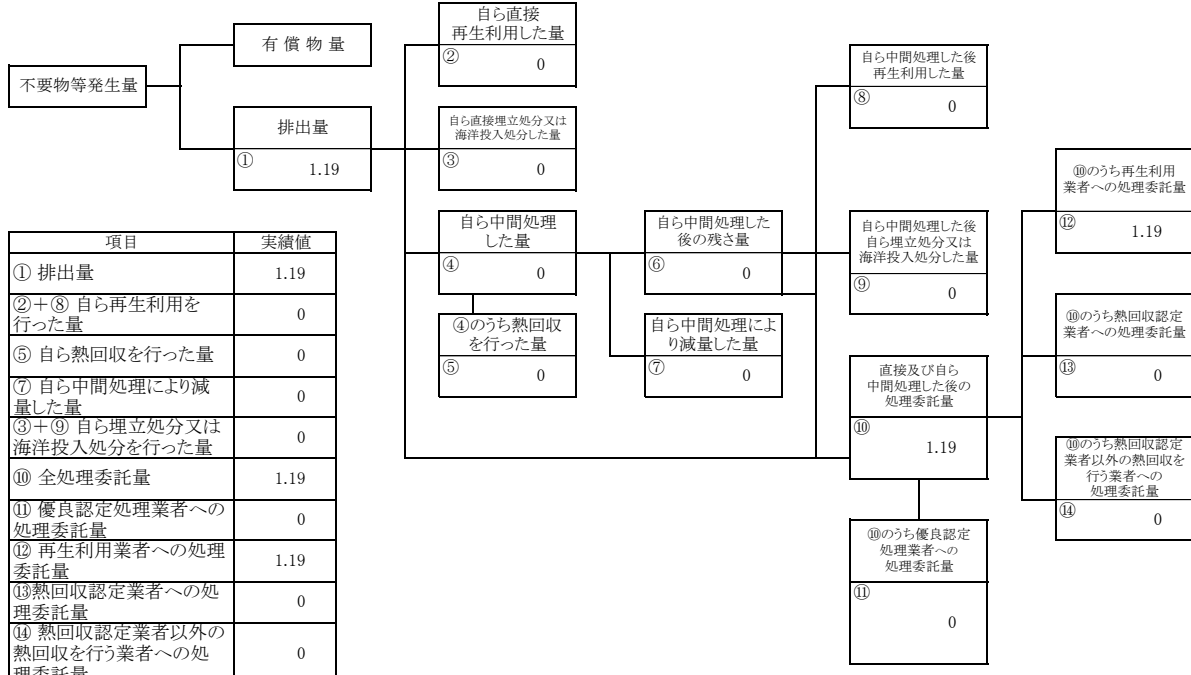 不要物等発生量
有償物量
排出量
① 1.19
自ら直接
再生利用した量
② 0
自ら直接埋立処分又は
海洋投入処分した量
③ 0
自ら中間処理
した量
④ 0
④のうち熱回収
を行った量
⑤ 0
自ら中間処理した
後の残さ量
⑥ 0
自ら中間処理によ
り減量した量
⑦ 0
自ら中間処理した後
再生利用した量
⑧ 0
自ら中間処理した後
自ら埋立処分又は
海洋投入処分した量
⑨ 0
直接及び自ら
中間処理した後の
処理委託量
⑩
1.19
⑩のうち優良認定
処理業者への
処理委託量
⑪
0
⑩のうち再生利用
業者への処理委託量
⑫ 1.19
⑩のうち熱回収認定
業者への処理委託量
⑬ 0
⑩のうち熱回収認定
業者以外の熱回収を
行う業者への
処理委託量
⑭ 0
項目 実績値
① 排出量 1.19
②+⑧ 自ら再生利用を
行った量 0
⑤ 自ら熱回収を行った量 0
⑦ 自ら中間処理により減
量した量 0
③+⑨ 自ら埋立処分又は
海洋投入処分を行った量 0
⑩ 全処理委託量 1.19
⑪ 優良認定処理業者への
処理委託量 0
⑫ 再生利用業者への処理
委託量 1.19
⑬熱回収認定業者への処
理委託量 0
⑭ 熱回収認定業者以外の
熱回収を行う業者への処 0
理委託量